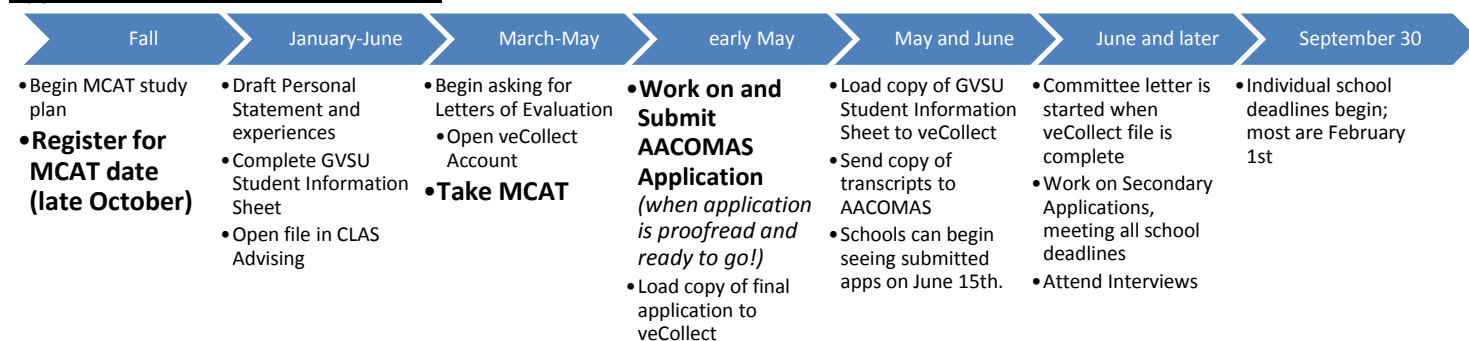 Fall
January-June
March-May
early May
May and June
June and later
September 30
•Begin MCAT study
plan
•Register for
MCAT date
(late October)
•Draft Personal
Statement and
experiences
•Complete GVSU
Student Information
Sheet
•Open file in CLAS
Advising
•Begin asking for
Letters of Evaluation
•Open veCollect
Account
•Take MCAT
•Work on and
Submit
AACOMAS
Application
(when application
is proofread and
ready to go!)
•Load copy of final
application to
veCollect
•Load copy of GVSU
Student Information
Sheet to veCollect
•Send copy of
transcripts to
AACOMAS
•Schools can begin
seeing submitted
apps on June 15th.
•Committee letter is
started when
veCollect file is
complete
•Work on Secondary
Applications,
meeting all school
deadlines
•Attend Interviews
•Individual school
deadlines begin;
most are February
1st